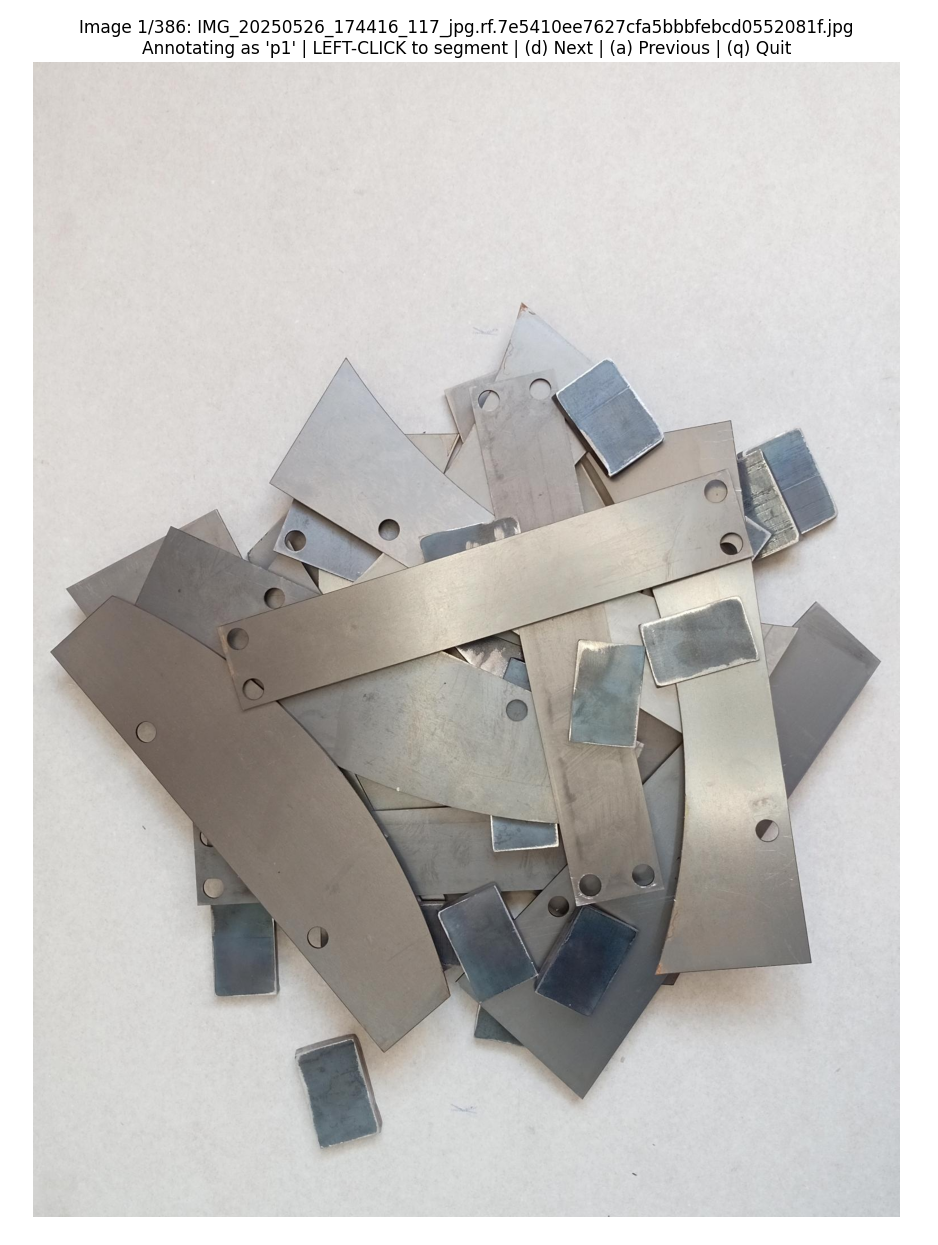 Image 1/386: IMG_20250526_174416_117_jpg.rf.7e5410ee7627cfa5bbbfebcd0552081f.jpg
Annotating as 'p1' | LEFT-CLICK to segment | (d) Next | (a) Previous | (q) Quit